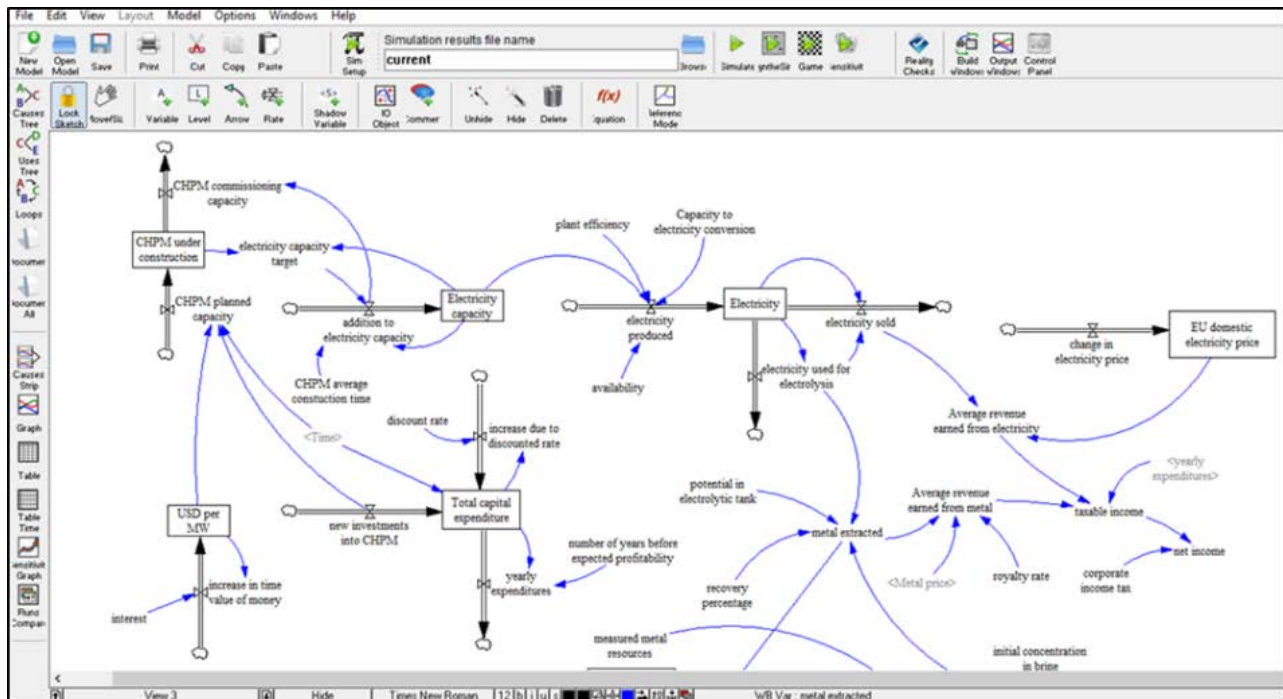 File Edit View Layout Model Options Windows Help
Simulation results file name
current
New Model
Open Model
Save
Print
Cut
Copy
Paste
Sim Setup
Simulate
Game
Reality Checks
Build
Output
Control Panel
Causes Tree
Lock Sketch
Variable
Level
Arrow
Rate
Shadow Variable
IO Object
Unhide
Hide
Delete
f(x)
Mode
Uses Tree
Loops
All
Causes Strip
Graph
Table
Table Time
Graph
Runs
CHPM commissioning
capacity
CHPM under
construction
electricity capacity
target
CHPM planned
capacity
Electricity
capacity
addition to
electricity capacity
CHPM average
constuction time
plant efficiency
Capacity to
electricity conversion
electricity
produced
availability
Electricity
electricity sold
electricity used for
electrolysis
change in
electricity price
EU domestic
electricity price
discount rate
increase due to
discounted rate
<Time>
Average revenue
earned from electricity
<yearly
expenditures>
USD per
MW
new investments
into CHPM
Total capital
expenditure
potential in
electrolytic tank
Average revenue
earned from metal
taxable income
metal extracted
number of years before
expected profitability
net income
corporate
income tax
yearly
expenditures
increase in time
value of money
interest
recovery
percentage
<Metal price>
royalty rate
measured metal
resources
initial concentration
in brine
View 3
Hide
Times New Roman
12
b
i
u
s
WB Var : metal extracted